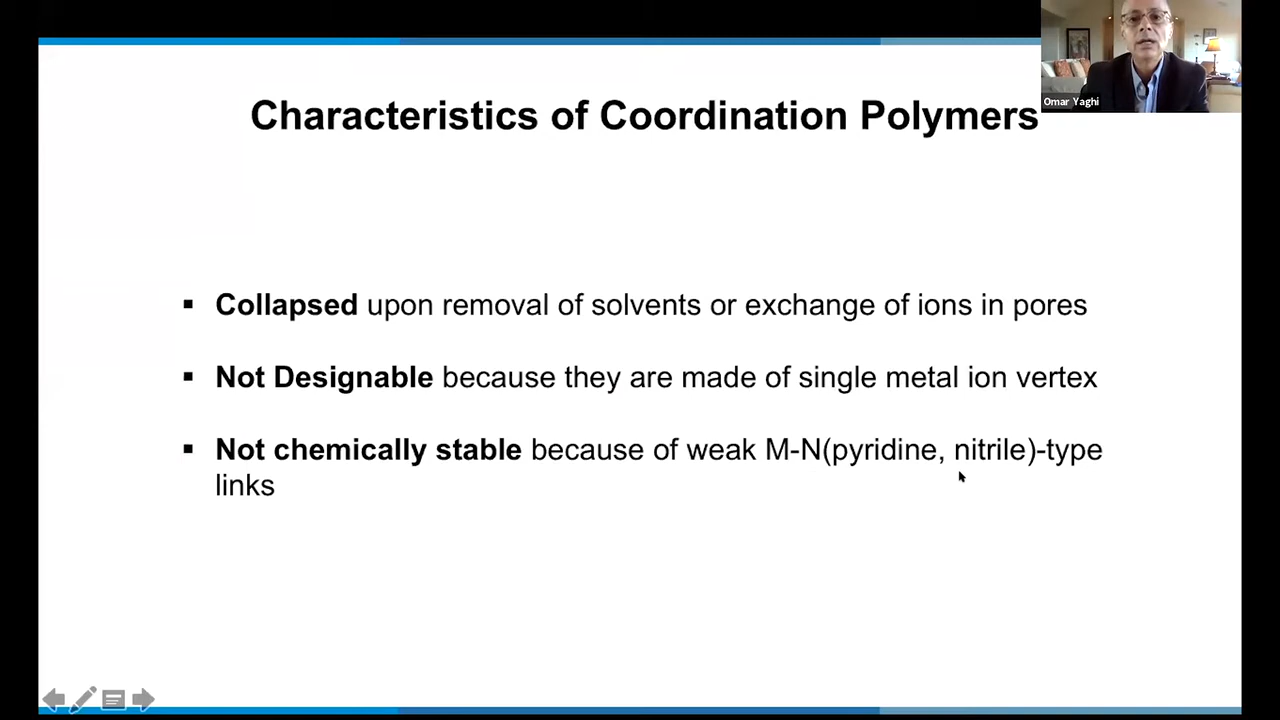 Characteristics of Coordination Polymers
Omar Yaghi
▪ Collapsed upon removal of solvents or exchange of ions in pores
▪ Not Designable because they are made of single metal ion vertex
▪ Not chemically stable because of weak M-N(pyridine, nitrile)-type
links